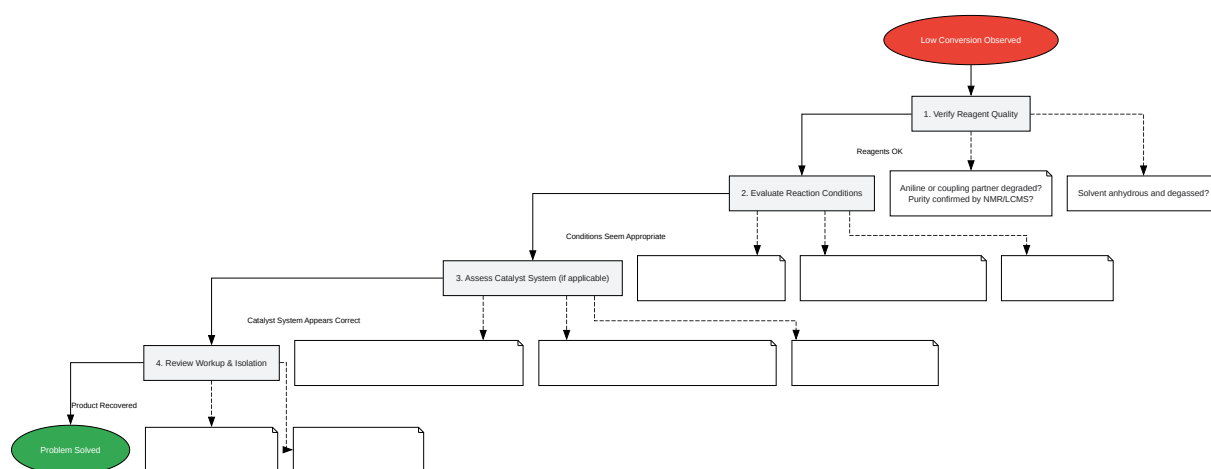 Low Conversion Observed
1. Verify Reagent Quality
Reagents OK
Aniline or coupling partner degraded?
Purity confirmed by NMR/LCMS?
Solvent anhydrous and degassed?
2. Evaluate Reaction Conditions
Conditions Seem Appropriate
3. Assess Catalyst System (if applicable)
Catalyst System Appears Correct
4. Review Workup & Isolation
Product Recovered
Problem Solved